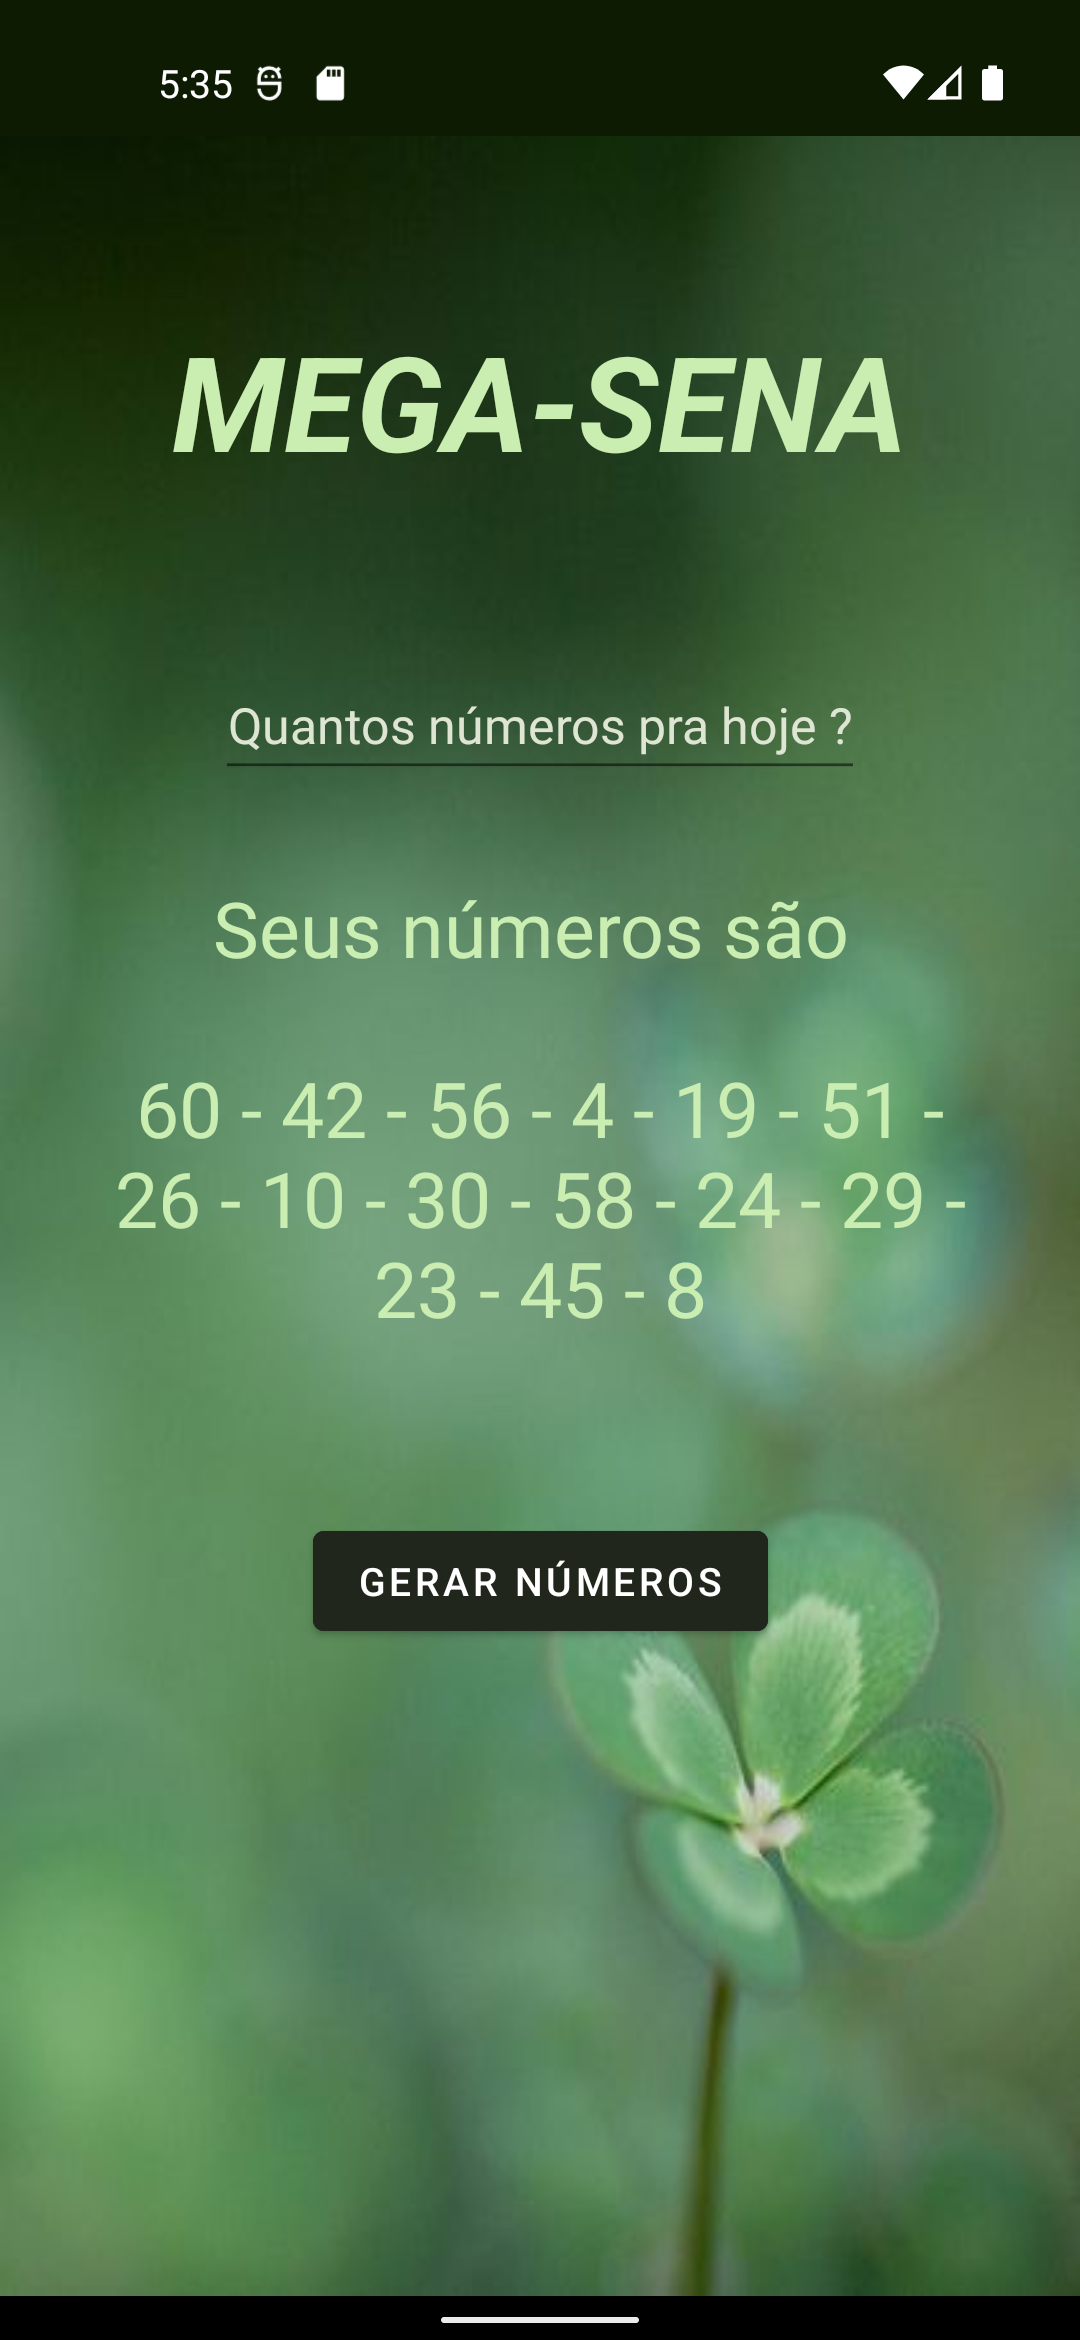 5:35
MEGA-SENA
Quantos números pra hoje ?
Seus números são
60 - 42 - 56 - 4 - 19 - 51 -
26 - 10 - 30 - 58 - 24 - 29 -
23 - 45 - 8
GERAR NÚMEROS